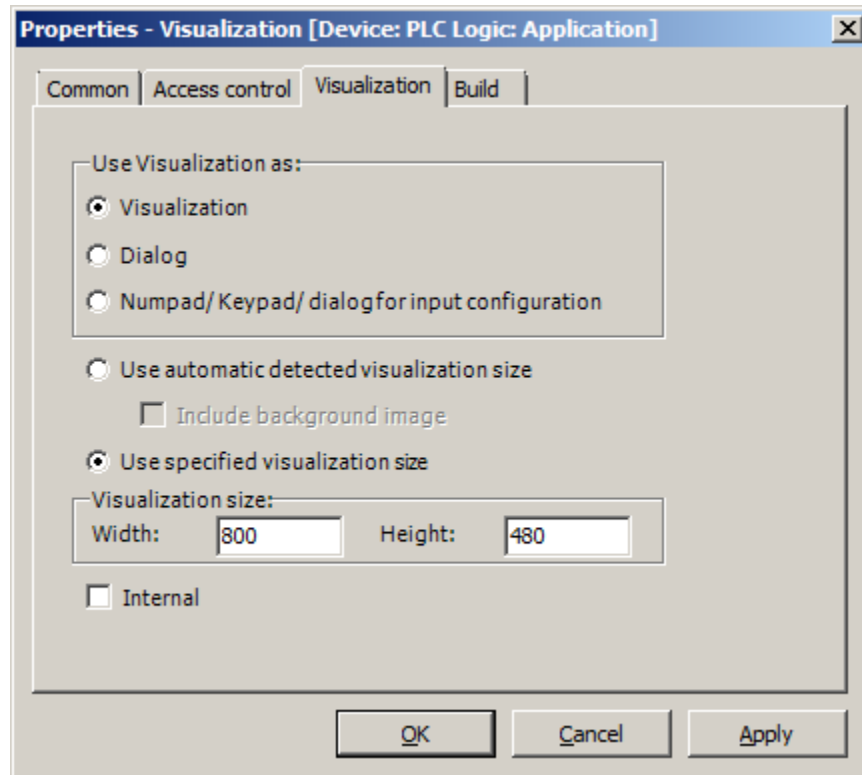 Properties - Visualization [Device: PLC Logic: Application]
Common Access control Visualization Build
Use Visualization as:
Visualization
Dialog
Numpad/ Keypad/ dialog for input configuration
Use automatic detected visualization size
Include background image
Use specified visualization size
Visualization size:
Width: 800 Height: 480
Internal
OK Cancel Apply